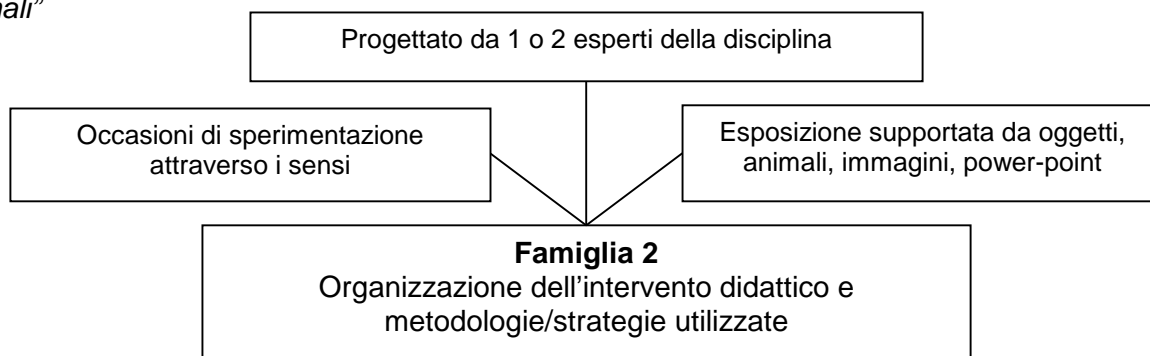 nali”
Progettato da 1 o 2 esperti della disciplina
Occasioni di sperimentazione
attraverso i sensi
Esposizione supportata da oggetti,
animali, immagini, power-point
Famiglia 2
Organizzazione dell’intervento didattico e
metodologie/strategie utilizzate